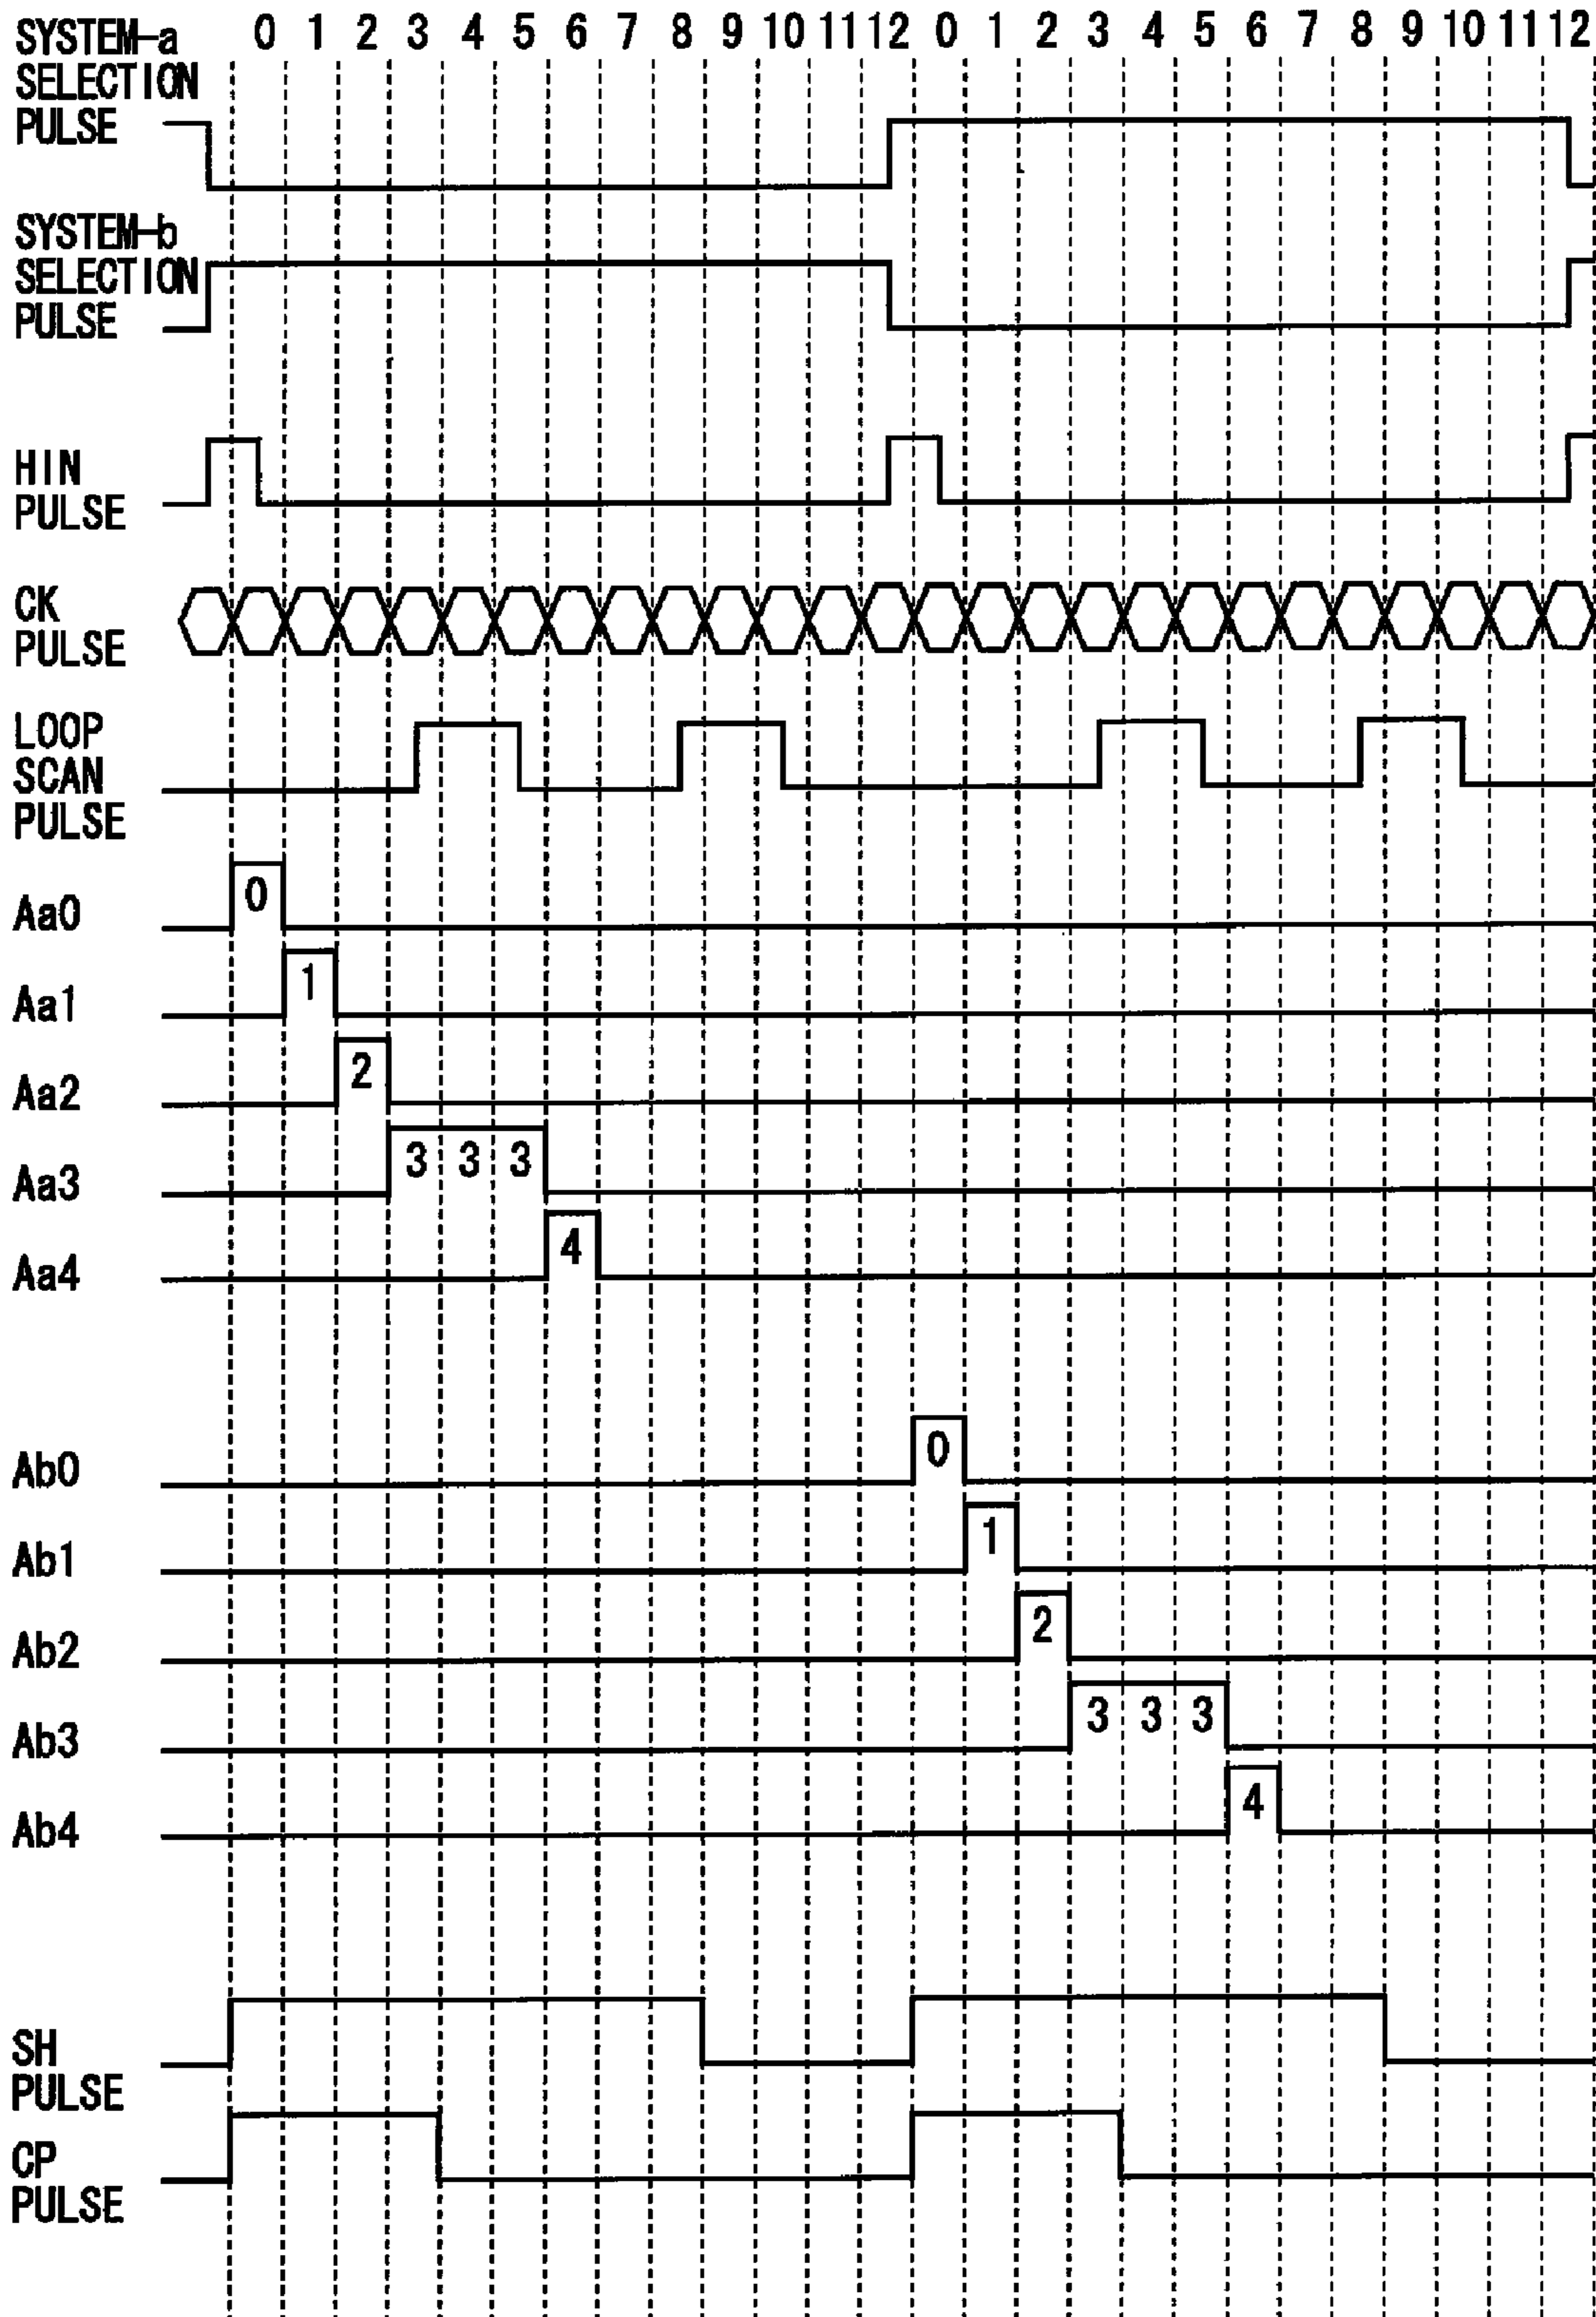 SYSTEM-a 0 1 2 3 4 5 6 7 8 9 10 11 12 0 1 2 3 4 5 6 7 8 9 10 11 12
SELECTION
PULSE
SYSTEM-b
SELECTION
PULSE
HIN
PULSE
CK
PULSE
LOOP
SCAN
PULSE
Aa0 0
Aa1 1
Aa2 2
Aa3 3 3 3
Aa4 4
Ab0 0
Ab1 1
Ab2 2
Ab3 3 3 3
Ab4 4
SH
PULSE
CP
PULSE